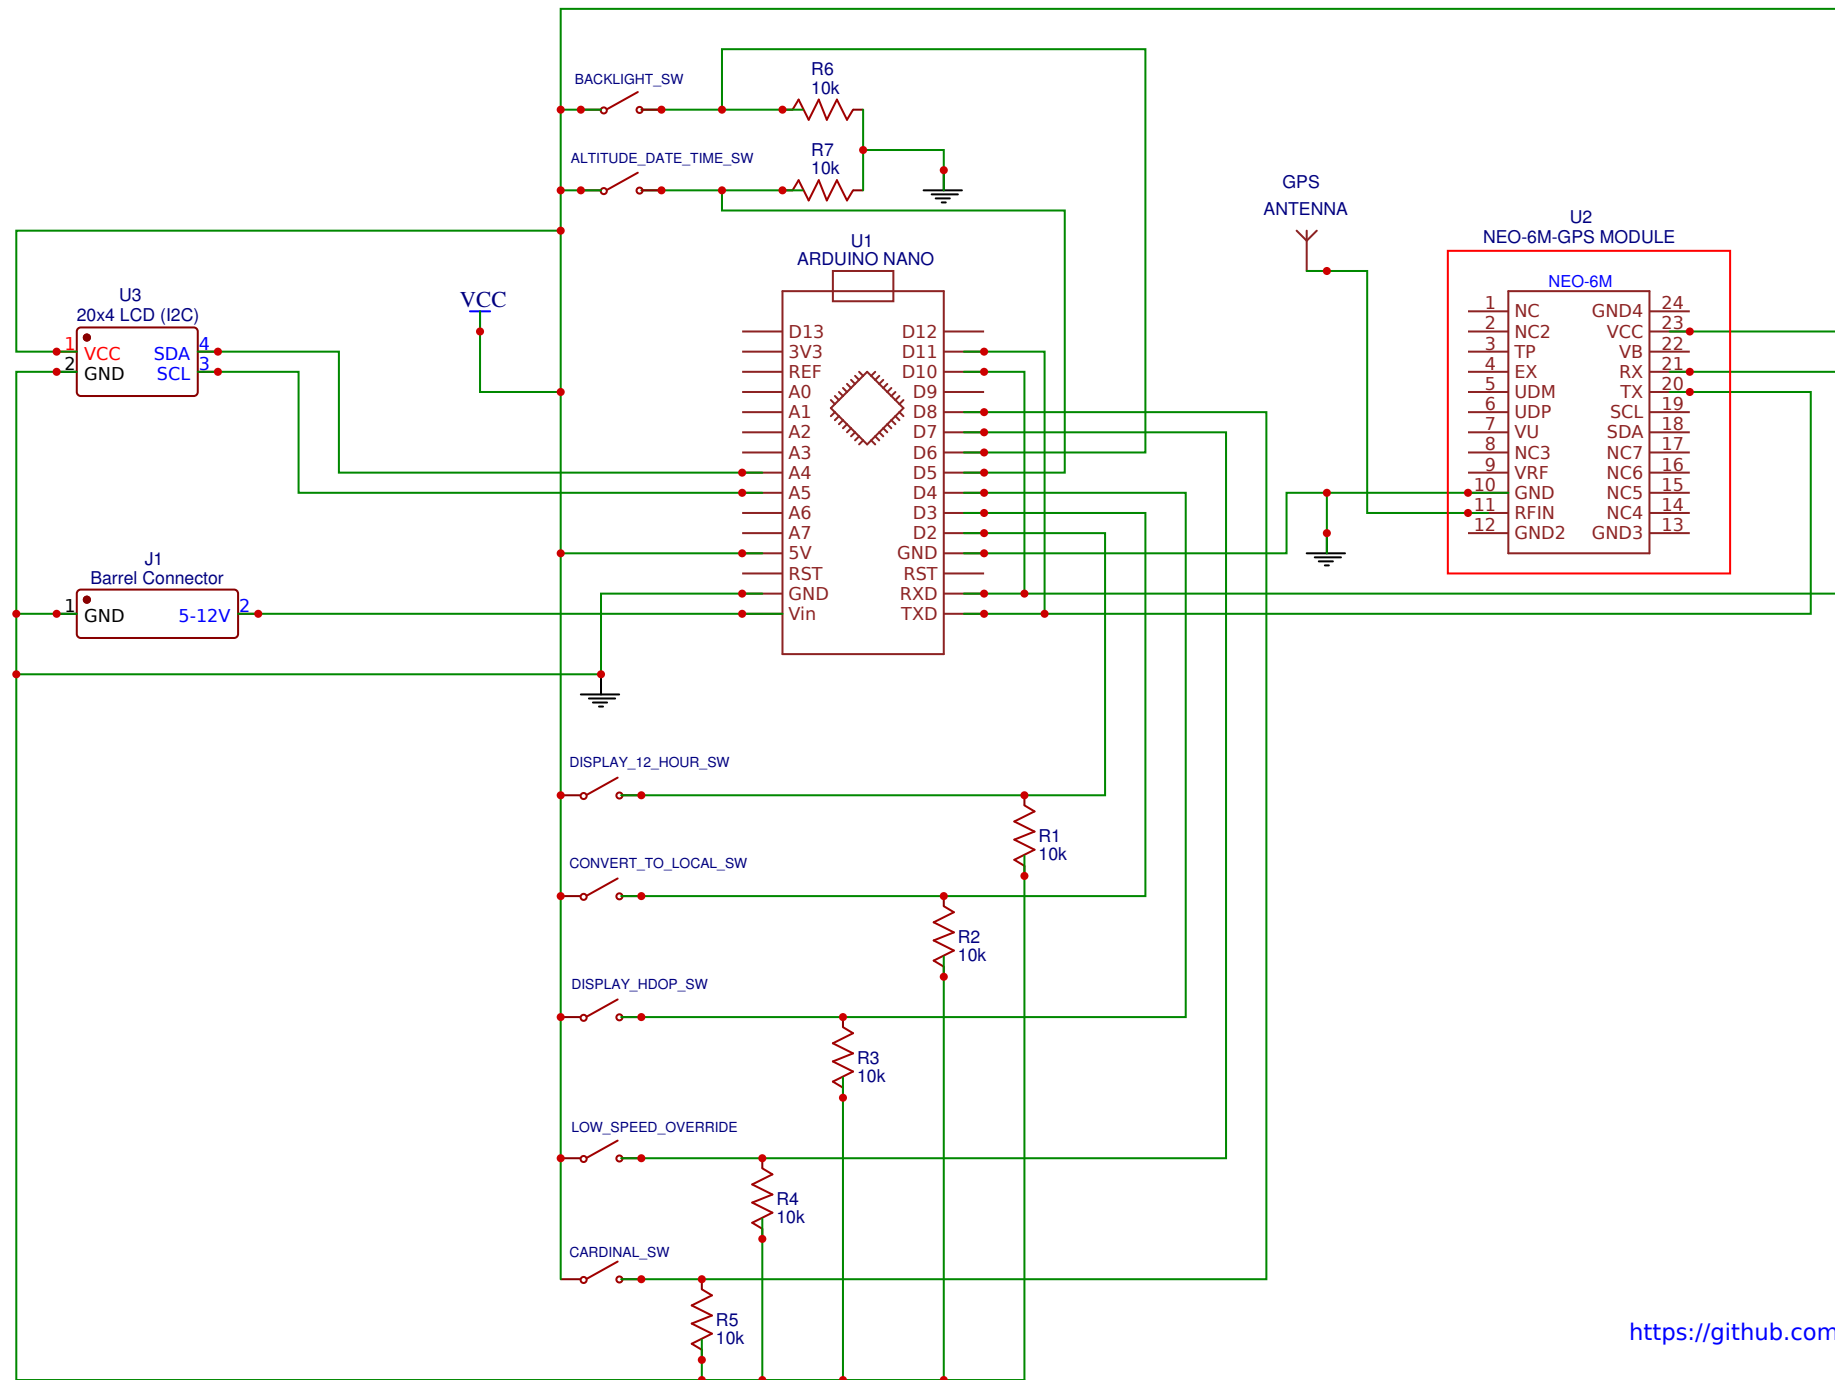 BACKLIGHT_SW
R6
10k
ALTITUDE_DATE_TIME_SW
R7
10k
GPS
ANTENNA
U1
ARDUINO NANO
U2
NEO-6M-GPS MODULE
NEO-6M
U3
20x4 LCD (I2C)
1 VCC SDA 4
2 GND SCL 3
VCC
D13 D12
3V3 D11
REF D10
A0 D9
A1 D8
A2 D7
A3 D6
A4 D5
A5 D4
A6 D3
A7 D2
5V GND
RST RST
GND RXD
Vin TXD
1 NC GND4 24
2 NC2 VCC 23
3 TP VB 22
4 EX RX 21
5 UDM TX 20
6 UDP SCL 19
7 VU SDA 18
8 NC3 NC7 17
9 VRF NC6 16
10 GND NC5 15
11 RFIN NC4 14
12 GND2 GND3 13
J1
Barrel Connector
1 GND 5-12V 2
DISPLAY_12_HOUR_SW
R1
10k
CONVERT_TO_LOCAL_SW
R2
10k
DISPLAY_HDOP_SW
R3
10k
LOW_SPEED_OVERRIDE
R4
10k
CARDINAL_SW
R5
10k
https://github.com